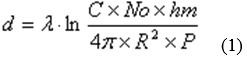 d = λ · ln (C × No × hm) / (4π × R² × P) (1)